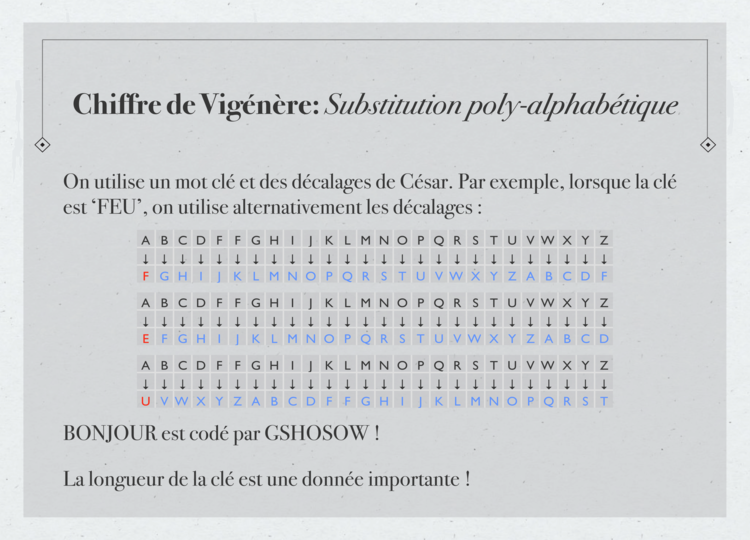 Chiffre de Vigénère: Substitution poly-alphabétique
On utilise un mot clé et des décalages de César. Par exemple, lorsque la clé
est ‘FEU’, on utilise alternativement les décalages :
A B C D F F G H I J K L M N O P Q R S T U V W X Y Z
↓ ↓ ↓ ↓ ↓ ↓ ↓ ↓ ↓ ↓ ↓ ↓ ↓ ↓ ↓ ↓ ↓ ↓ ↓ ↓ ↓ ↓ ↓ ↓ ↓ ↓
F G H I J K L M N O P Q R S T U V W X Y Z A B C D F
A B C D F F G H I J K L M N O P Q R S T U V W X Y Z
↓ ↓ ↓ ↓ ↓ ↓ ↓ ↓ ↓ ↓ ↓ ↓ ↓ ↓ ↓ ↓ ↓ ↓ ↓ ↓ ↓ ↓ ↓ ↓ ↓ ↓
E F G H I J K L M N O P Q R S T U V W X Y Z A B C D
A B C D F F G H I J K L M N O P Q R S T U V W X Y Z
↓ ↓ ↓ ↓ ↓ ↓ ↓ ↓ ↓ ↓ ↓ ↓ ↓ ↓ ↓ ↓ ↓ ↓ ↓ ↓ ↓ ↓ ↓ ↓ ↓ ↓
U V W X Y Z A B C D F F G H I J K L M N O P Q R S T
BONJOUR est codé par GSHOSOW !
La longueur de la clé est une donnée importante !